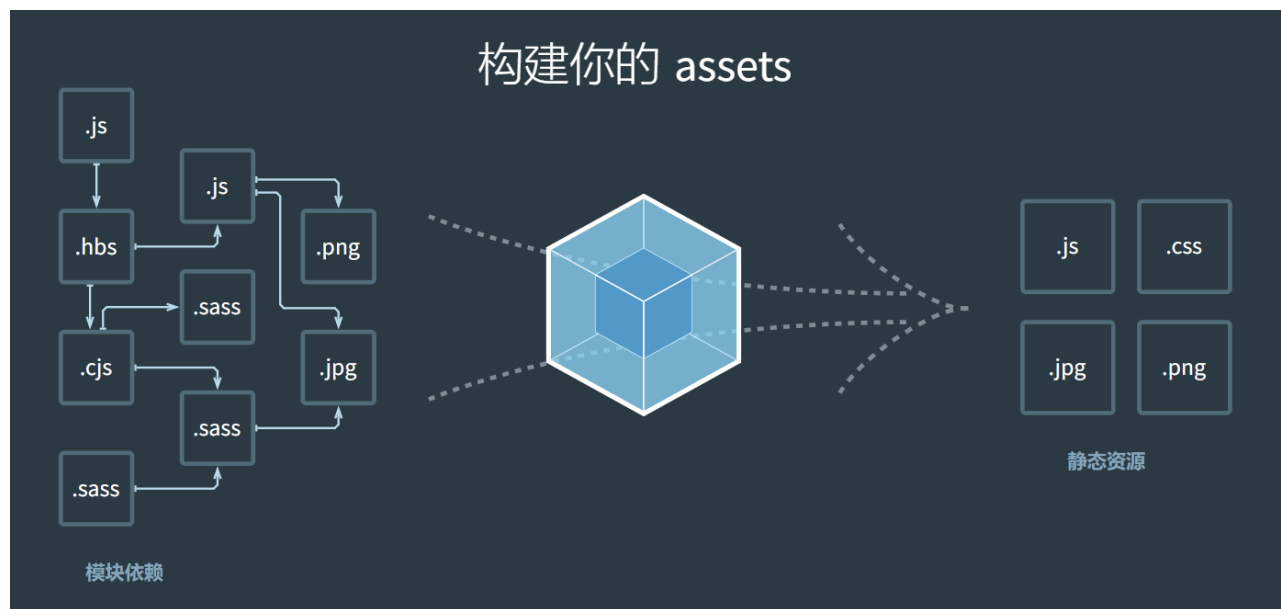 构建你的 assets
.js
.js
.hbs
.png
.sass
.cjs
.jpg
.sass
.sass
模块依赖
.js
.css
.jpg
.png
静态资源